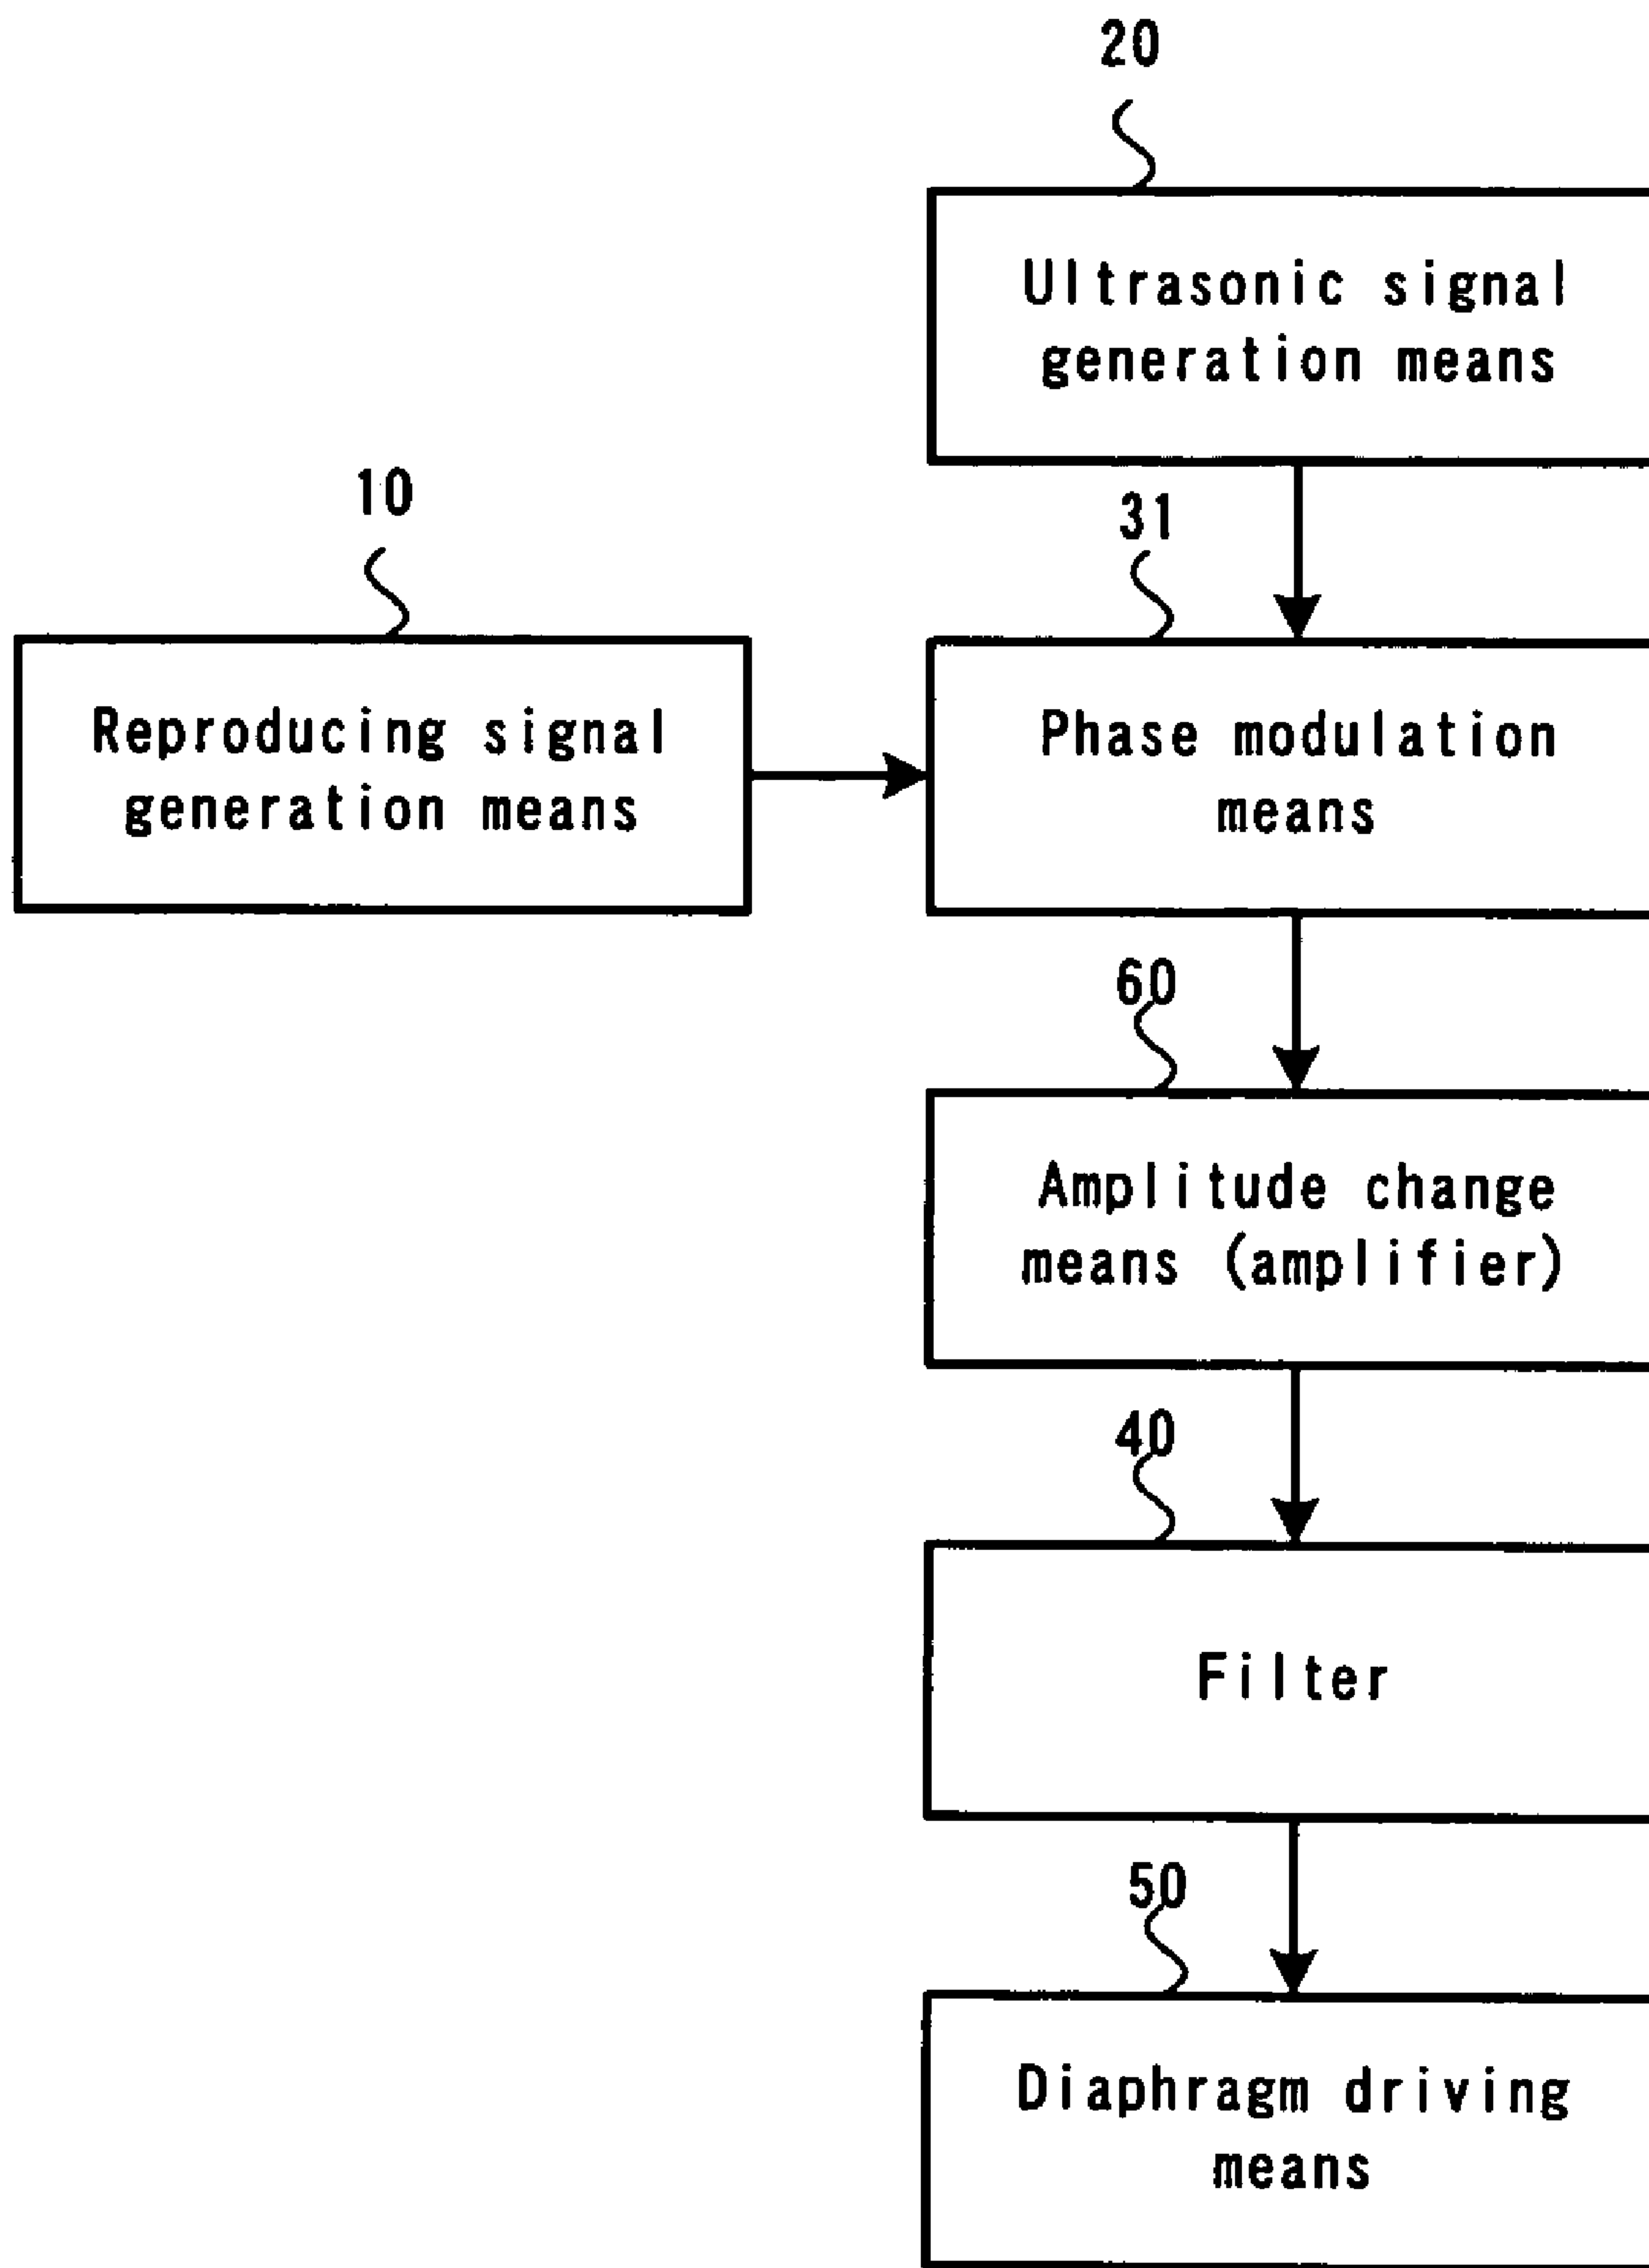 20
Ultrasonic signal
generation means
10
Reproducing signal
generation means
31
Phase modulation
means
60
Amplitude change
means (amplifier)
40
Filter
50
Diaphragm driving
means